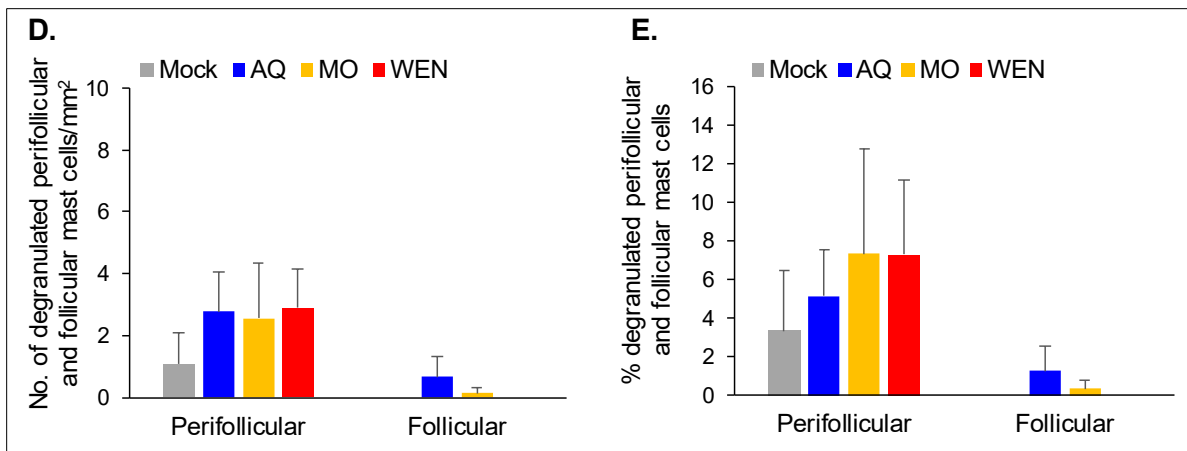 D.
Mock AQ MO WEN
No. of degranulated perifollicular
and follicular mast cells/mm²
10
8
6
4
2
0
Perifollicular Follicular
E.
Mock AQ MO WEN
% degranulated perifollicular
and follicular mast cells
16
14
12
10
8
6
4
2
0
Perifollicular Follicular